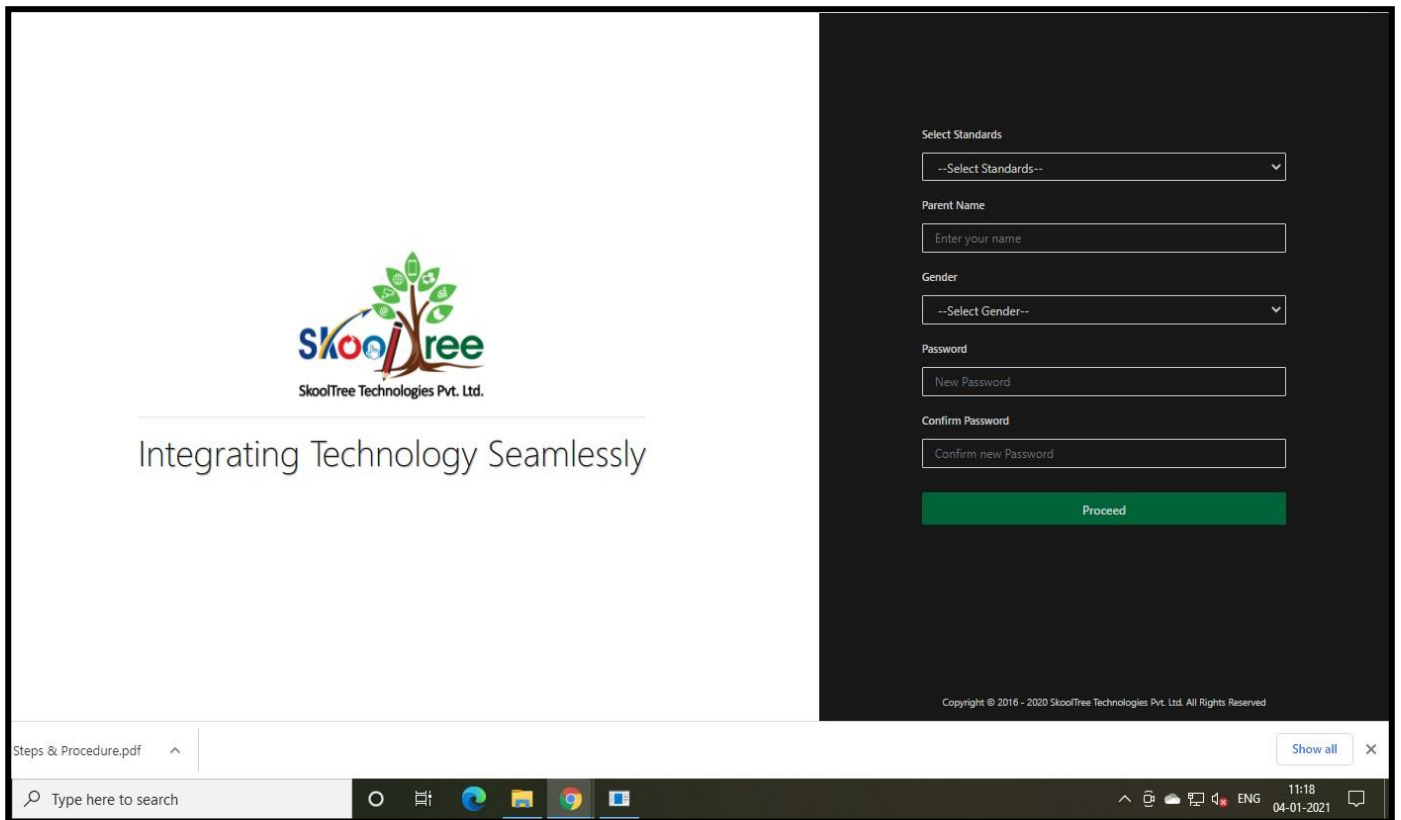 SkoolTree
SkoolTree Technologies Pvt. Ltd.
Integrating Technology Seamlessly
Select Standards
--Select Standards--
Parent Name
Enter your name
Gender
--Select Gender--
Password
New Password
Confirm Password
Confirm new Password
Proceed
Copyright © 2016 - 2020 SkoolTree Technologies Pvt. Ltd. All Rights Reserved
Steps & Procedure.pdf
Show all
Type here to search
ENG
11:18
04-01-2021